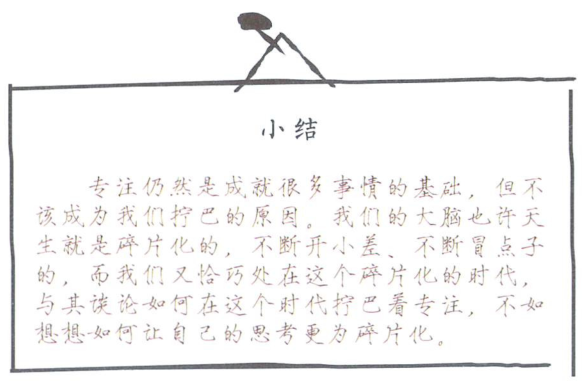 小结
专注仍然是成就很多事情的基础，但不
该成为我们拧巴的原因。我们的大脑也许天
生就是碎片化的，不断开小差、不断冒点子
的，而我们又恰巧处在这个碎片化的时代，
与其谈论如何在这个时代拧巴着专注，不如
想想如何让自己的思考更为碎片化。